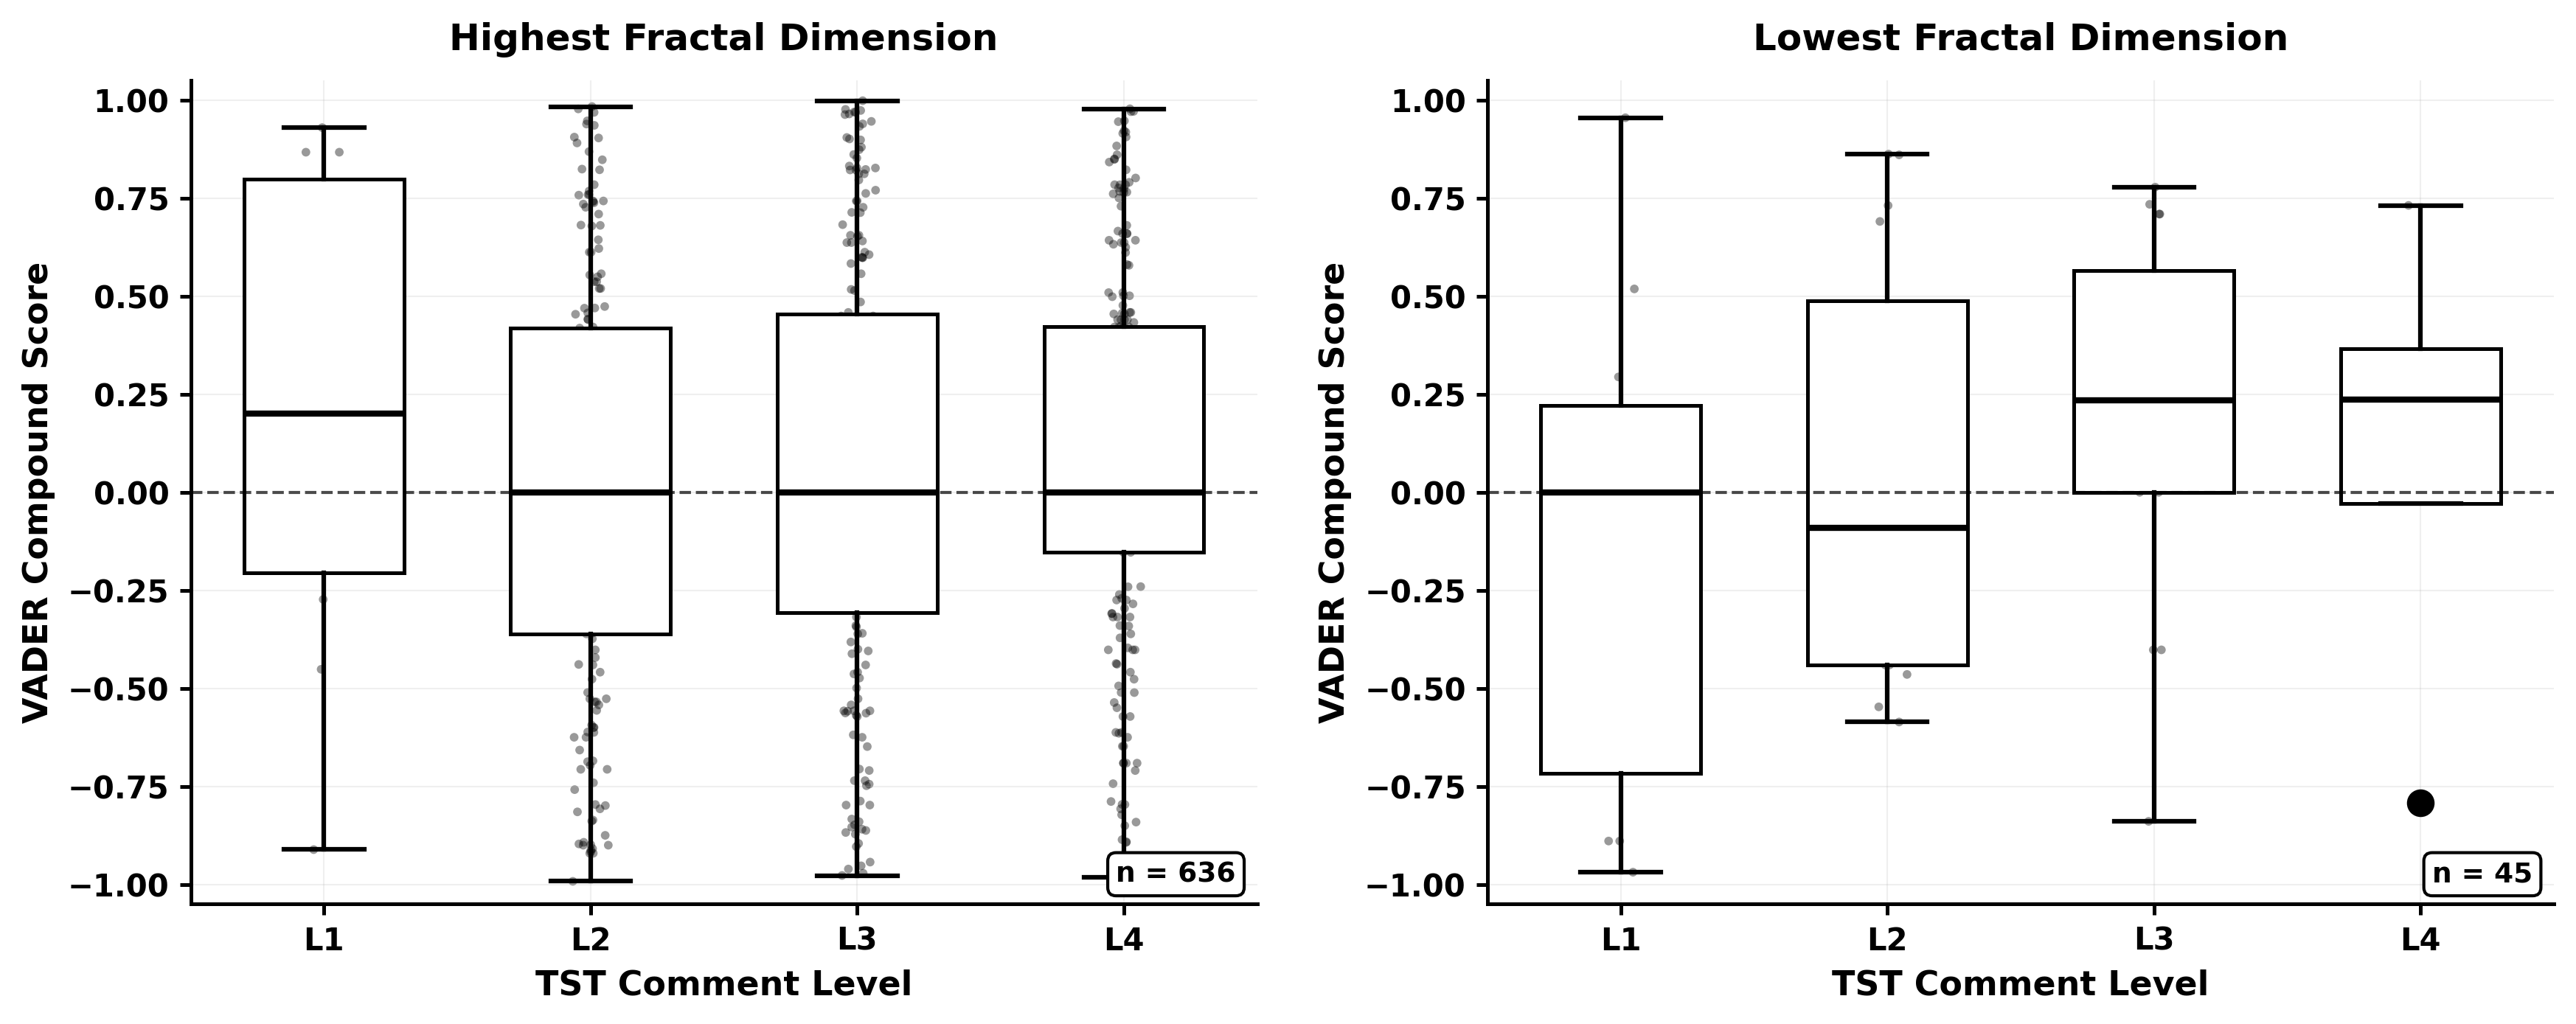 Highest Fractal Dimension
VADER Compound Score
1.00
0.75
0.50
0.25
0.00
−0.25
−0.50
−0.75
−1.00
n = 636
L1 L2 L3 L4
TST Comment Level
Lowest Fractal Dimension
VADER Compound Score
1.00
0.75
0.50
0.25
0.00
−0.25
−0.50
−0.75
−1.00
n = 45
L1 L2 L3 L4
TST Comment Level